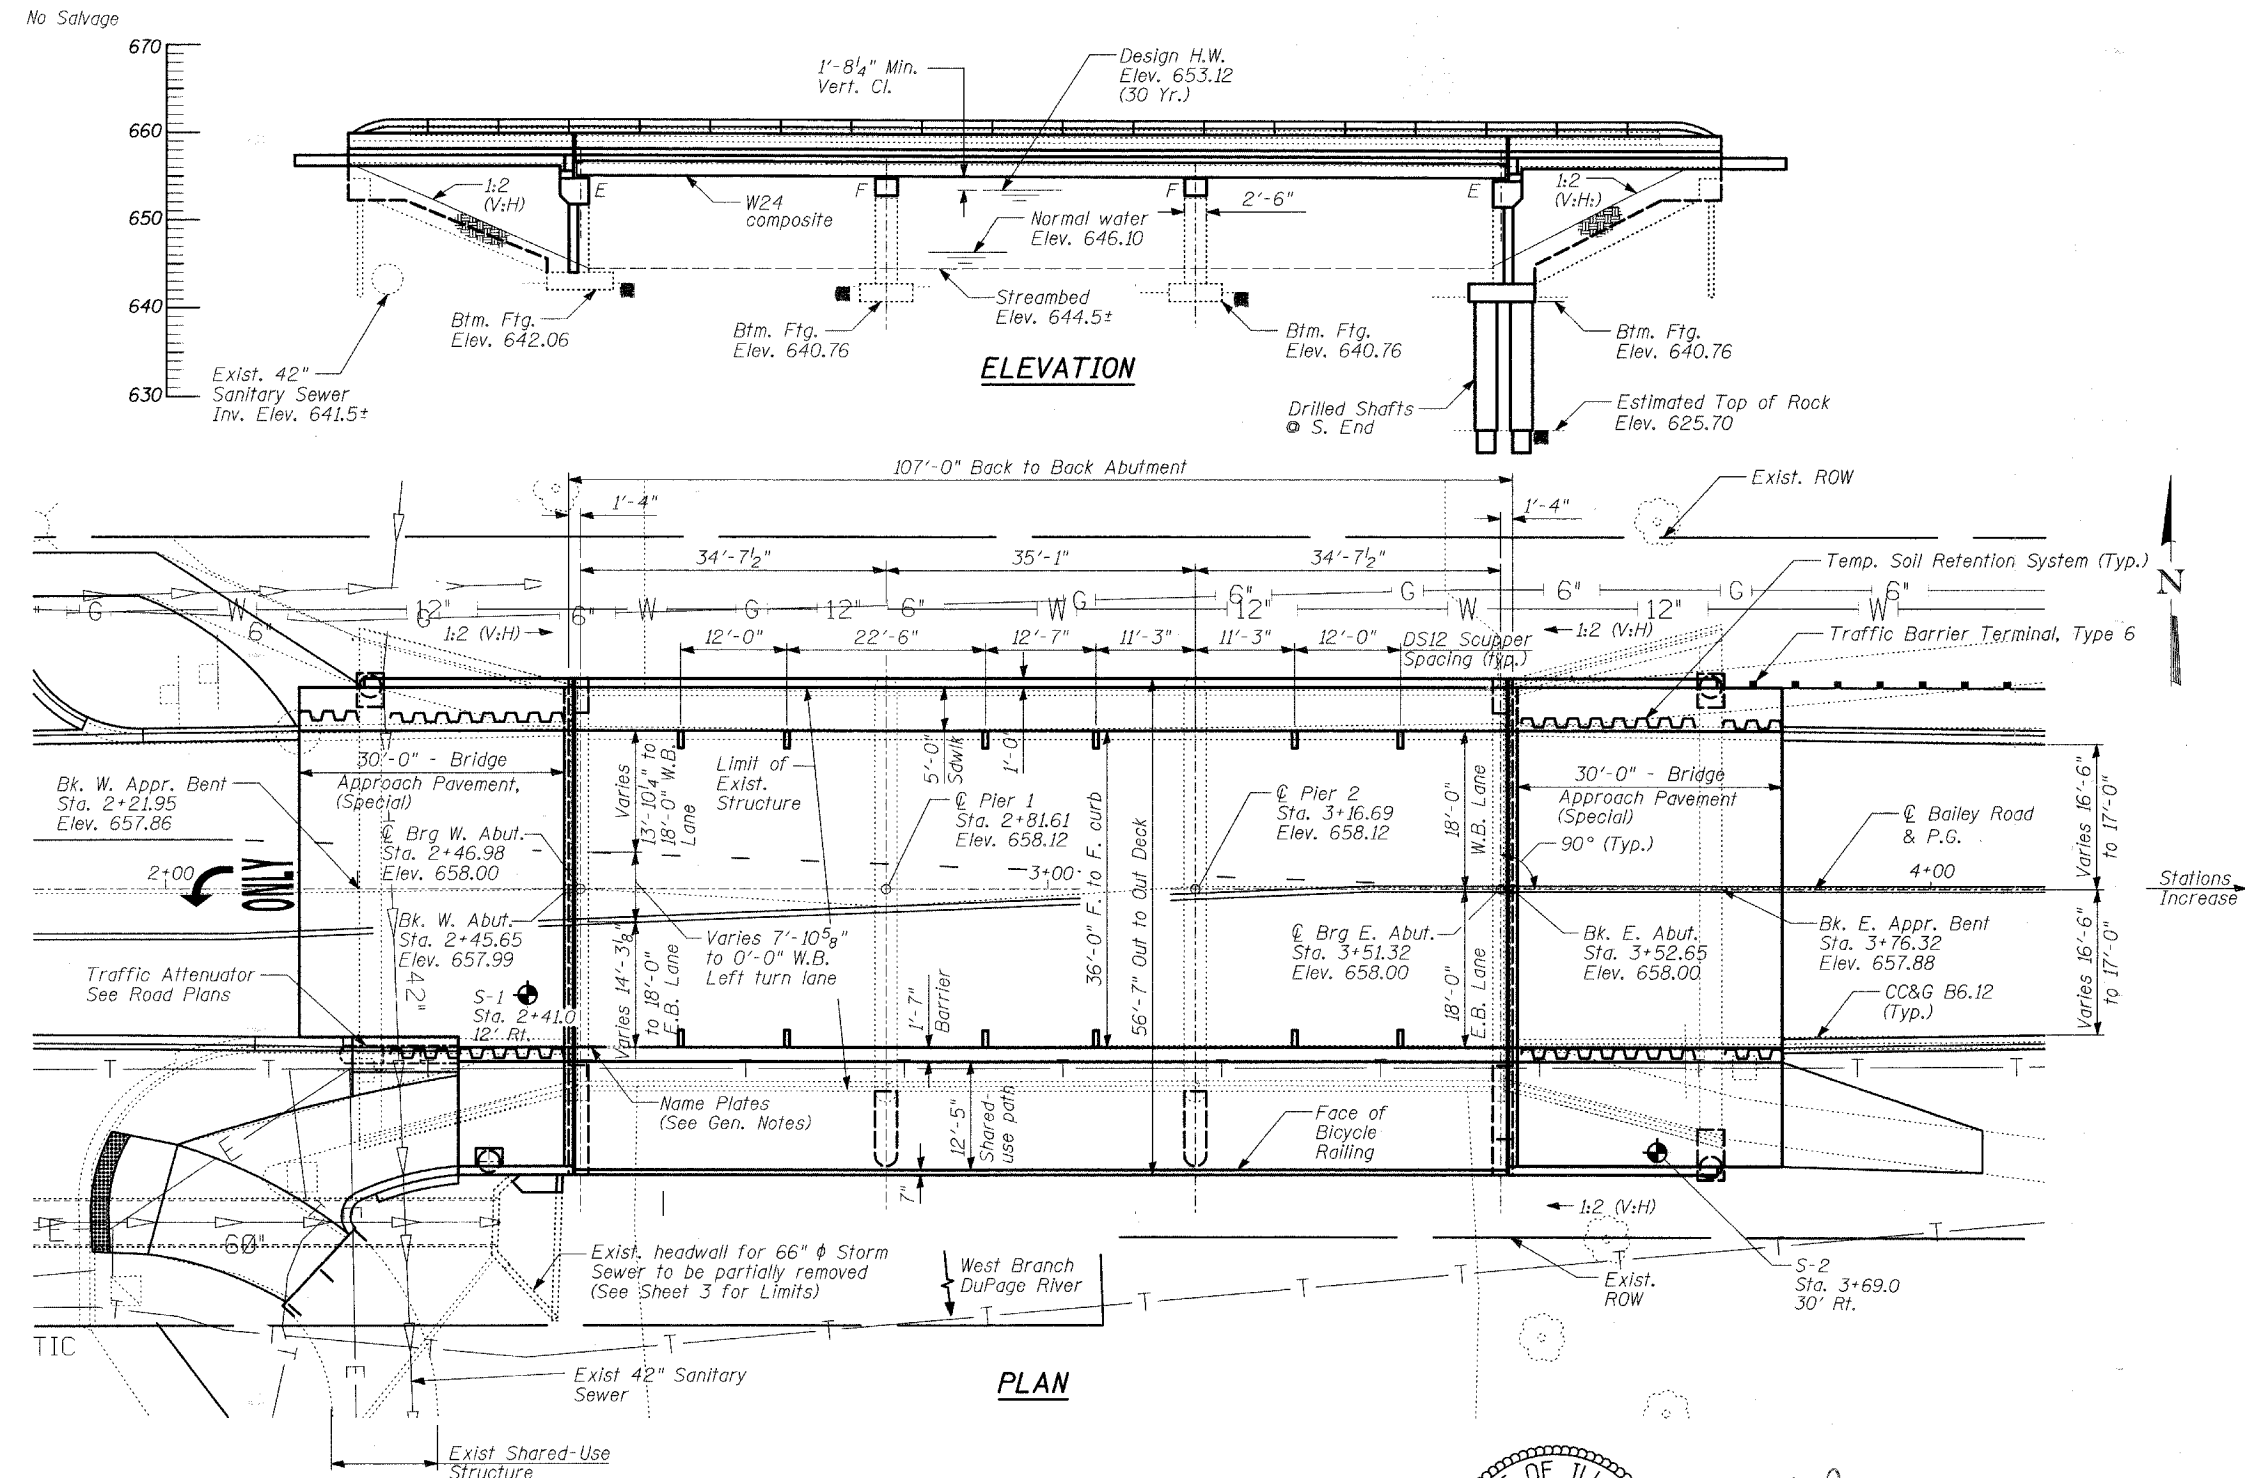 No Salvage
670
660
650
640
630
1'-8¼" Min.
Vert. Cl.
Design H.W.
Elev. 653.12
(30 Yr.)
1:2
(V:H)
E
W24
composite
F
Normal water
Elev. 646.10
F
2'-6"
E
1:2
(V:H:)
Btm. Ftg.
Elev. 642.06
Btm. Ftg.
Elev. 640.76
Streambed
Elev. 644.5±
Btm. Ftg.
Elev. 640.76
Btm. Ftg.
Elev. 640.76
ELEVATION
Exist. 42"
Sanitary Sewer
Inv. Elev. 641.5±
Drilled Shafts
@ S. End
Estimated Top of Rock
Elev. 625.70
107'-0" Back to Back Abutment
Exist. ROW
1'-4"
1'-4"
34'-7½"
35'-1"
34'-7½"
Temp. Soil Retention System (Typ.)
N
G W 12" 6" W G 12" 6" W G 6" 12" G 6" W G 12" 6" W
6"
6"
1:2 (V:H)
12'-0"
22'-6"
12'-7"
11'-3"
11'-3"
12'-0"
DS12 Scupper
Spacing (typ.)
1:2 (V:H)
Traffic Barrier Terminal, Type 6
30'-0" - Bridge
Approach Pavement,
(Special)
Bk. W. Appr. Bent
Sta. 2+21.95
Elev. 657.86
Varies
13'-10¼" to
18'-0" W.B.
Lane
Limit of
Exist.
Structure
5'-0"
Sdwlk
1'-0"
℄ Pier 1
Sta. 2+81.61
Elev. 658.12
℄ Pier 2
Sta. 3+16.69
Elev. 658.12
18'-0"
W.B. Lane
30'-0" - Bridge
Approach Pavement
(Special)
90° (Typ.)
℄ Bailey Road
& P.G.
Varies 16'-6"
to 17'-0"
℄ Brg W. Abut.
Sta. 2+46.98
Elev. 658.00
2+00
ONLY
3+00
4+00
Stations
Increase
Bk. W. Abut.
Sta. 2+45.65
Elev. 657.99
42"
Varies 14'-3⅛"
to 18'-0"
E.B. Lane
Varies 7'-10⅝"
to 0'-0" W.B.
Left turn lane
36'-0" F. to F. curb
56'-7" Out to Out Deck
℄ Brg E. Abut.
Sta. 3+51.32
Elev. 658.00
18'-0"
E.B. Lane
Bk. E. Abut.
Sta. 3+52.65
Elev. 658.00
Bk. E. Appr. Bent
Sta. 3+76.32
Elev. 657.88
Varies 16'-6"
to 17'-0"
Traffic Attenuator
See Road Plans
S-1
Sta. 2+41.0
12' Rt.
1'-7"
Barrier
CC&G B6.12
(Typ.)
T T T T T T T T T T T
Name Plates
(See Gen. Notes)
12'-5"
Shared-
use path
Face of
Bicycle
Railing
7"
E
E
60"
1:2 (V:H)
Exist. headwall for 66" ϕ Storm
Sewer to be partially removed
(See Sheet 3 for Limits)
West Branch
DuPage River
Exist.
ROW
S-2
Sta. 3+69.0
30' Rt.
T T T T T T T T T
TIC
E
Exist 42" Sanitary
Sewer
PLAN
Exist Shared-Use
Structure
OF ILL